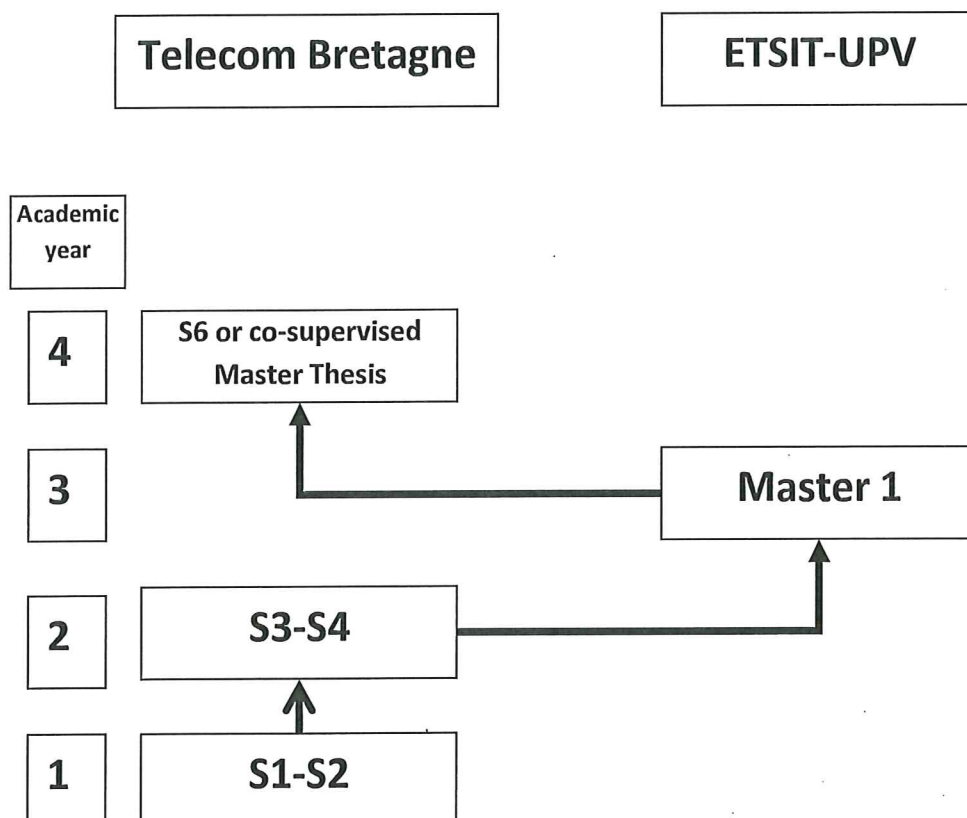 Telecom Bretagne
ETSIT-UPV
Academic
year
4
S6 or co-supervised
Master Thesis
3
Master 1
2
S3-S4
1
S1-S2